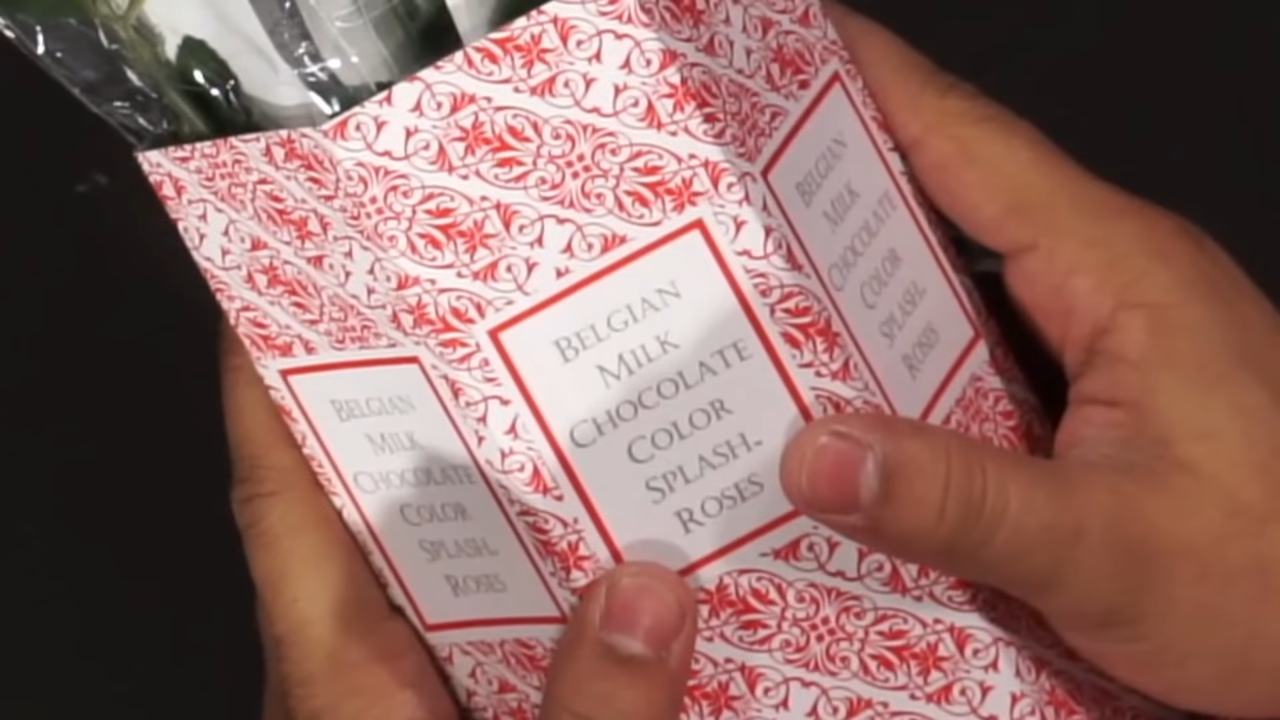 BELGIAN
MILK
CHOCOLATE
COLOR
SPLASH-
ROSES
BELGIAN
MILK
CHOCOLATE
COLOR
SPLASH-
ROSES
BELGIAN
MILK
CHOCOLATE
COLOR
SPLASH-
ROSES